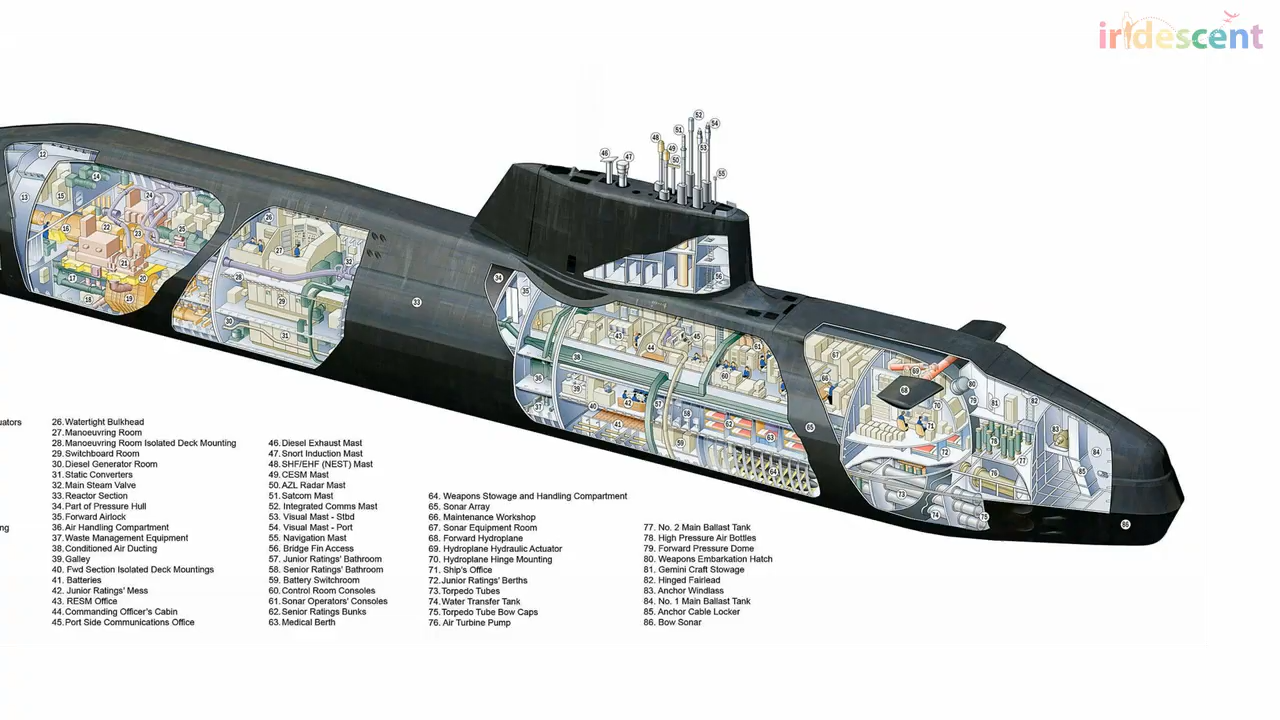 iridescent
uators
ng
26. Watertight Bulkhead
27. Manoeuvring Room
28. Manoeuvring Room Isolated Deck Mounting
29. Switchboard Room
30. Diesel Generator Room
31. Static Converters
32. Main Steam Valve
33. Reactor Section
34. Part of Pressure Hull
35. Forward Airlock
36. Air Handling Compartment
37. Waste Management Equipment
38. Conditioned Air Ducting
39. Galley
40. Fwd Section Isolated Deck Mountings
41. Batteries
42. Junior Ratings' Mess
43. RESM Office
44. Commanding Officer's Cabin
45. Port Side Communications Office
46. Diesel Exhaust Mast
47. Snort Induction Mast
48. SHF/EHF (NEST) Mast
49. CESM Mast
50. AZL Radar Mast
51. Satcom Mast
52. Integrated Comms Mast
53. Visual Mast - Stbd
54. Visual Mast - Port
55. Navigation Mast
56. Bridge Fin Access
57. Junior Ratings' Bathroom
58. Senior Ratings' Bathroom
59. Battery Switchroom
60. Control Room Consoles
61. Sonar Operators' Consoles
62. Senior Ratings Bunks
63. Medical Berth
64. Weapons Stowage and Handling Compartment
65. Sonar Array
66. Maintenance Workshop
67. Sonar Equipment Room
68. Forward Hydroplane
69. Hydroplane Hydraulic Actuator
70. Hydroplane Hinge Mounting
71. Ship's Office
72. Junior Ratings' Berths
73. Torpedo Tubes
74. Water Transfer Tank
75. Torpedo Tube Bow Caps
76. Air Turbine Pump
77. No. 2 Main Ballast Tank
78. High Pressure Air Bottles
79. Forward Pressure Dome
80. Weapons Embarkation Hatch
81. Gemini Craft Stowage
82. Hinged Fairlead
83. Anchor Windlass
84. No. 1 Main Ballast Tank
85. Anchor Cable Locker
86. Bow Sonar